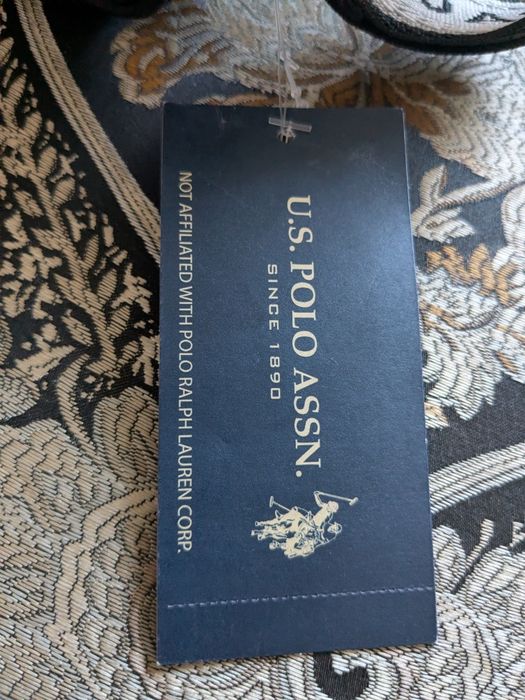 U.S. POLO ASSN.
SINCE 1890
NOT AFFILIATED WITH POLO RALPH LAUREN CORP.